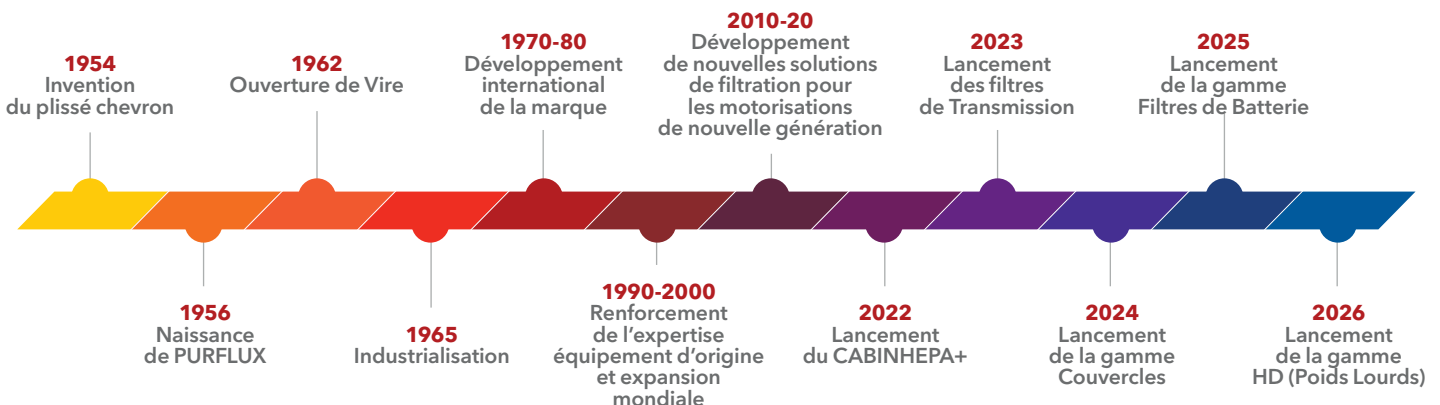 1954
Invention
du plissé chevron
1956
Naissance
de PURFLUX
1962
Ouverture de Vire
1965
Industrialisation
1970-80
Développement
international
de la marque
1990-2000
Renforcement
de l’expertise
équipement d’origine
et expansion
mondiale
2010-20
Développement
de nouvelles solutions
de filtration pour
les motorisations
de nouvelle génération
2022
Lancement
du CABINHEPA+
2023
Lancement
des filtres
de Transmission
2024
Lancement
de la gamme
Couvercles
2025
Lancement
de la gamme
Filtres de Batterie
2026
Lancement
de la gamme
HD (Poids Lourds)